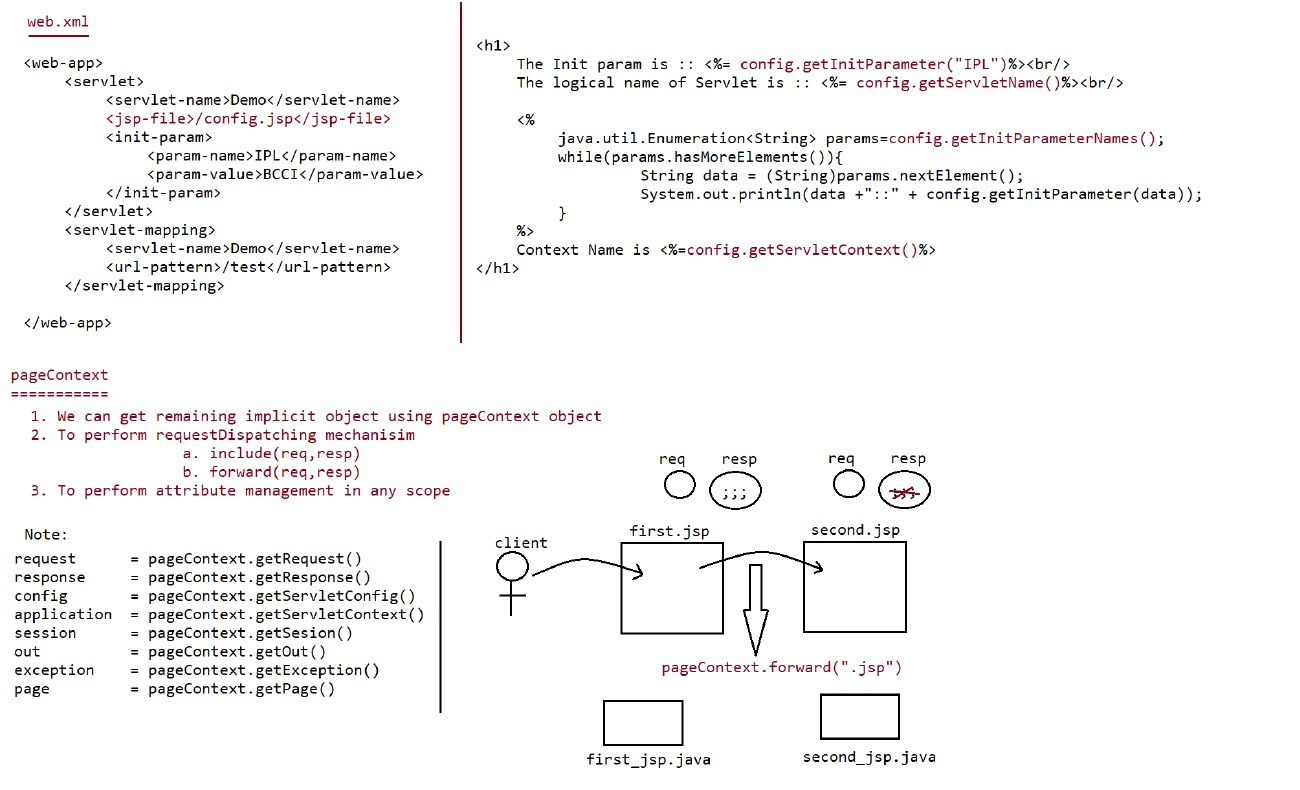 web.xml
<web-app>
<servlet>
<servlet-name>Demo</servlet-name>
<jsp-file>/config.jsp</jsp-file>
<init-param>
<param-name>IPL</param-name>
<param-value>BCCI</param-value>
</init-param>
</servlet>
<servlet-mapping>
<servlet-name>Demo</servlet-name>
<url-pattern>/test</url-pattern>
</servlet-mapping>
</web-app>
<h1>
The Init param is :: <%= config.getInitParameter("IPL")%><br/>
The logical name of Servlet is :: <%= config.getServletName()%><br/>
<%
java.util.Enumeration<String> params=config.getInitParameterNames();
while(params.hasMoreElements()){
String data = (String)params.nextElement();
System.out.println(data +"::" + config.getInitParameter(data));
}
%>
Context Name is <%=config.getServletContext()%>
</h1>
pageContext
===========
1. We can get remaining implicit object using pageContext object
2. To perform requestDispatching mechanisim
a. include(req,resp)
b. forward(req,resp)
3. To perform attribute management in any scope
Note:
request = pageContext.getRequest()
response = pageContext.getResponse()
config = pageContext.getServletConfig()
application = pageContext.getServletContext()
session = pageContext.getSesion()
out = pageContext.getOut()
exception = pageContext.getException()
page = pageContext.getPage()
req resp req resp
;;; ;;;
first.jsp second.jsp
client
pageContext.forward(".jsp")
first_jsp.java second_jsp.java